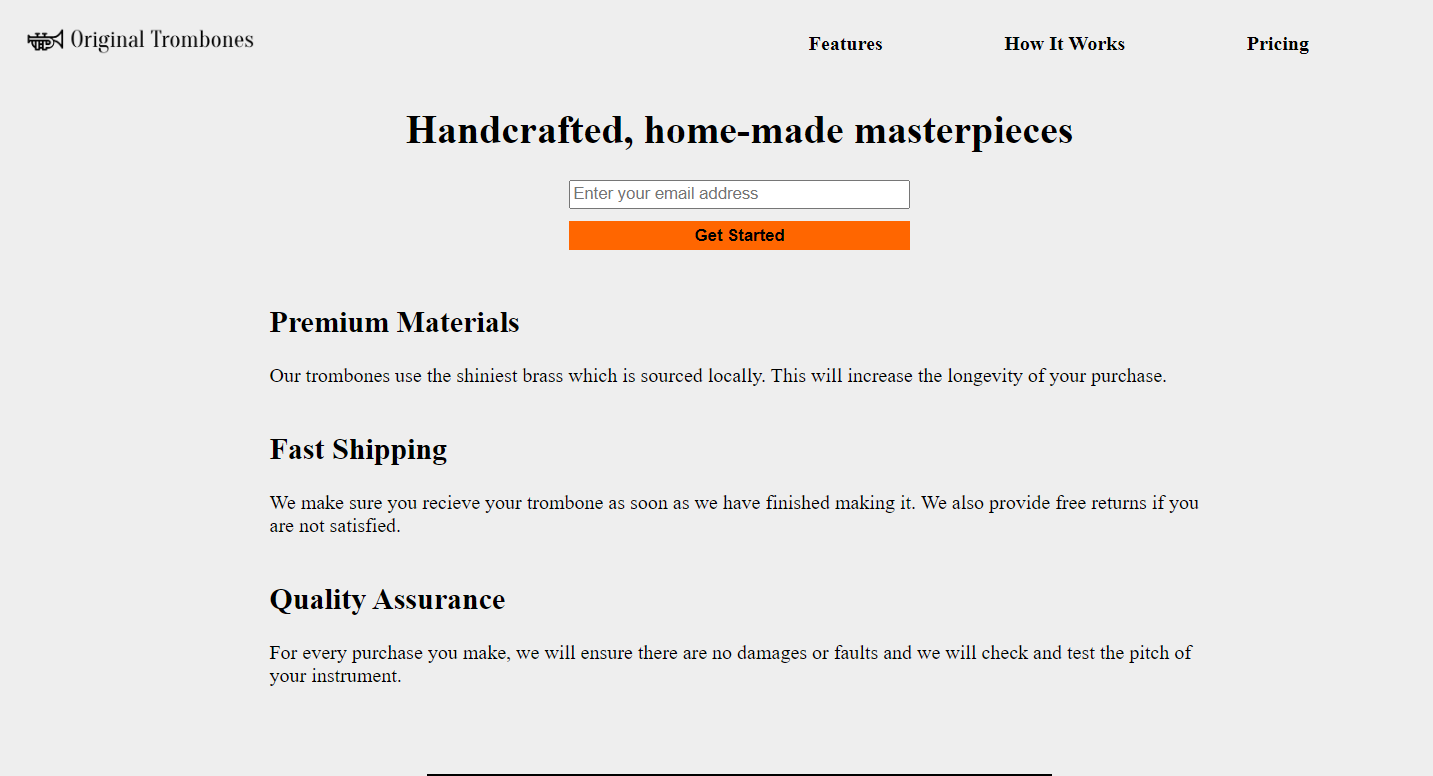 Original Trombones
Features
How It Works
Pricing
Handcrafted, home-made masterpieces
Enter your email address
Get Started
Premium Materials
Our trombones use the shiniest brass which is sourced locally. This will increase the longevity of your purchase.
Fast Shipping
We make sure you recieve your trombone as soon as we have finished making it. We also provide free returns if you
are not satisfied.
Quality Assurance
For every purchase you make, we will ensure there are no damages or faults and we will check and test the pitch of
your instrument.